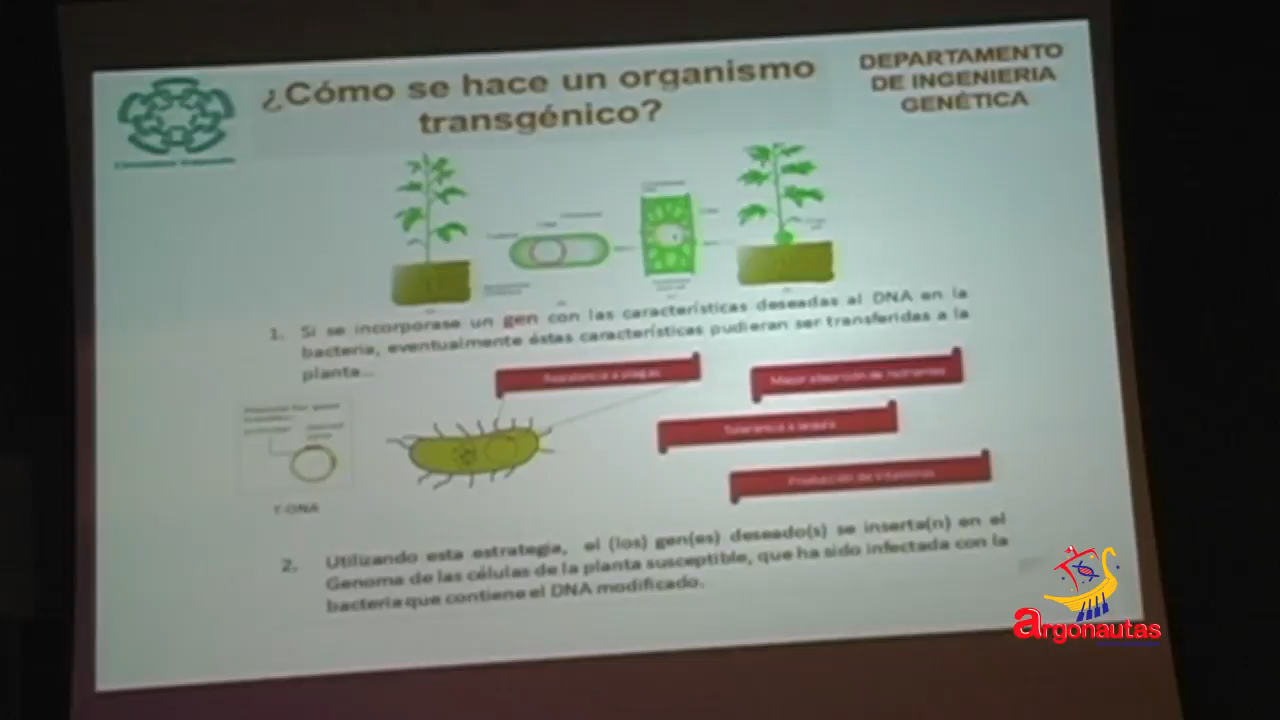 ¿Cómo se hace un organismo
transgénico?
DEPARTAMENTO
DE INGENIERIA
GENÉTICA
1. Si se incorporase un gen con las características deseadas al DNA en la
bacteria, eventualmente éstas características pudieran ser transferidas a la
planta...
Resistencia a plagas
Mejor absorción de nutrientes
Tolerancia a sequía
Producción de vitaminas
T-DNA
2. Utilizando esta estrategia, el (los) gen(es) deseado(s) se inserta(n) en el
Genoma de las células de la planta susceptible, que ha sido infectada con la
bacteria que contiene el DNA modificado.
argonautas